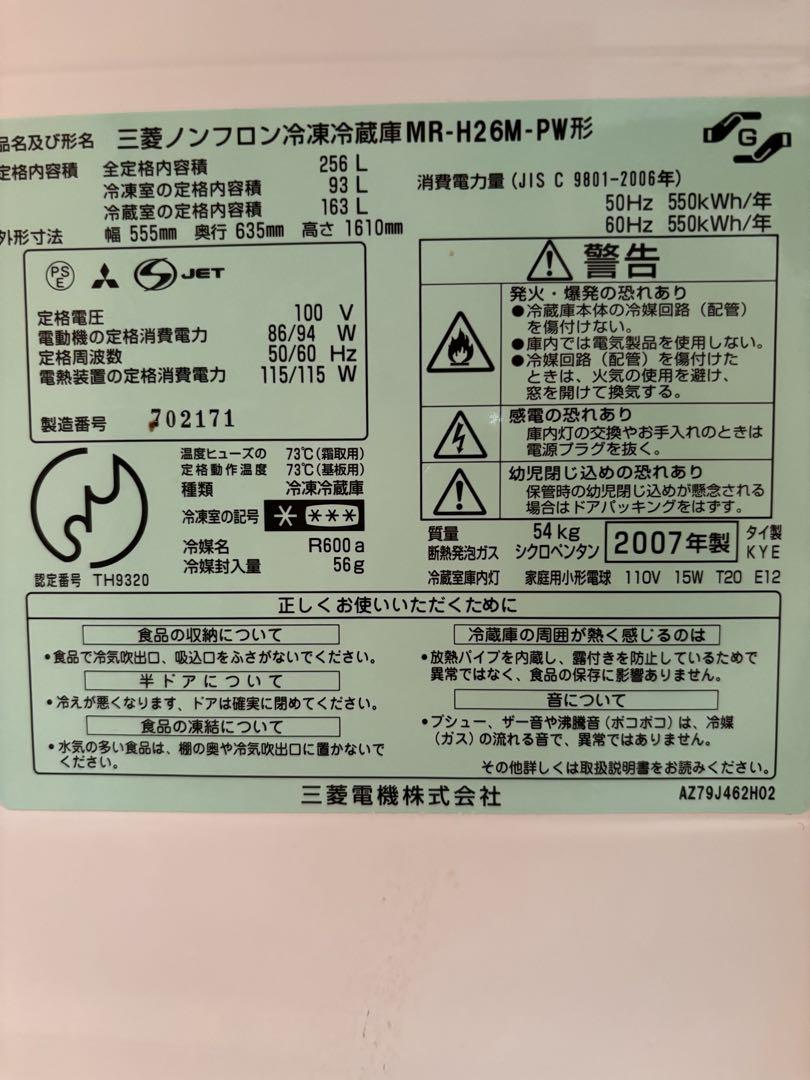 品名及び形名 三菱ノンフロン冷凍冷蔵庫MR-H26M-PW形
定格内容積 全定格内容積 256 L
冷凍室の定格内容積 93 L
冷蔵室の定格内容積 163 L
外形寸法 幅 555mm 奥行 635mm 高さ 1610mm
消費電力量 (JIS C 9801-2006年)
50Hz 550kWh/年
60Hz 550kWh/年
G
PSE JET
定格電圧 100 V
電動機の定格消費電力 86/94 W
定格周波数 50/60 Hz
電熱装置の定格消費電力 115/115 W
製造番号 702171
警告
発火・爆発の恐れあり
●冷蔵庫本体の冷媒回路(配管)
を傷付けない。
●庫内では電気製品を使用しない。
●冷媒回路(配管)を傷付けた
ときは、火気の使用を避け、
窓を開けて換気する。
感電の恐れあり
庫内灯の交換やお手入れのときは
電源プラグを抜く。
幼児閉じ込めの恐れあり
保管時の幼児閉じ込めが懸念される
場合はドアパッキングをはずす。
温度ヒューズの 73℃(霜取用)
定格動作温度 73℃(基板用)
種類 冷凍冷蔵庫
冷凍室の記号 * ***
冷媒名 R600a
冷媒封入量 56g
認定番号 TH9320
質量 54kg
断熱発泡ガス シクロペンタン
2007年製
タイ製
KYE
冷蔵室庫内灯 家庭用小形電球 110V 15W T20 E12
正しくお使いいただくために
食品の収納について
・食品で冷気吹出口、吸込口をふさがないでください。
半ドアについて
・冷えが悪くなります、ドアは確実に閉めてください。
食品の凍結について
・水気の多い食品は、棚の奥や冷気吹出口に置かないで
ください。
冷蔵庫の周囲が熱く感じるのは
・放熱パイプを内蔵し、露付きを防止しているためで
異常ではなく、食品の保存に影響ありません。
音について
・プシュー、ザー音や沸騰音(ボコボコ)は、冷媒
(ガス)の流れる音で、異常ではありません。
その他詳しくは取扱説明書をお読みください。
三菱電機株式会社
AZ79J462H02